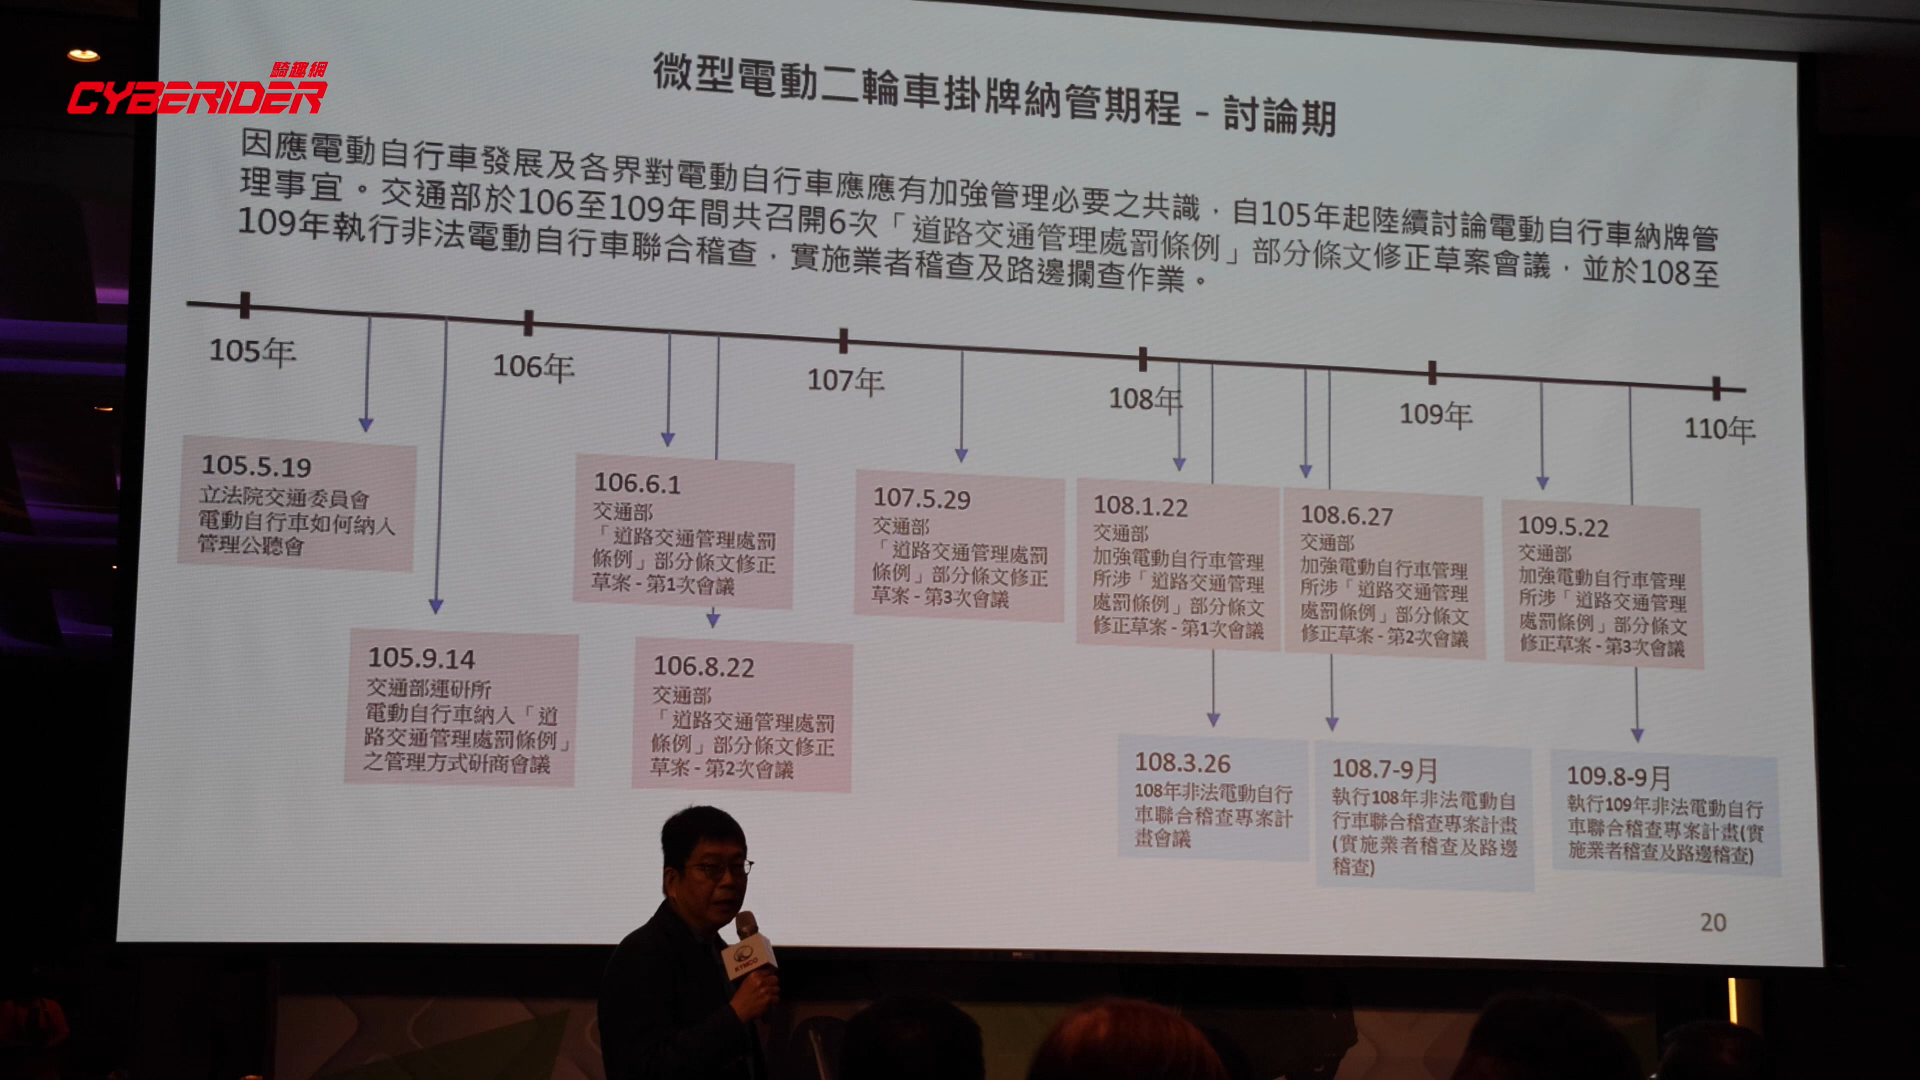 騎趣網
CYBERIDER
微型電動二輪車掛牌納管期程 - 討論期
因應電動自行車發展及各界對電動自行車應應有加強管理必要之共識，自105年起陸續討論電動自行車納牌管
理事宜。交通部於106至109年間共召開6次「道路交通管理處罰條例」部分條文修正草案會議，並於108至
109年執行非法電動自行車聯合稽查，實施業者稽查及路邊攔查作業。
105年
106年
107年
108年
109年
110年
105.5.19
立法院交通委員會
電動自行車如何納入
管理公聽會
105.9.14
交通部運研所
電動自行車納入「道
路交通管理處罰條例」
之管理方式研商會議
106.6.1
交通部
「道路交通管理處罰
條例」部分條文修正
草案 - 第1次會議
106.8.22
交通部
「道路交通管理處罰
條例」部分條文修正
草案 - 第2次會議
107.5.29
交通部
「道路交通管理處罰
條例」部分條文修正
草案 - 第3次會議
108.1.22
交通部
加強電動自行車管理
所涉「道路交通管理
處罰條例」部分條文
修正草案 - 第1次會議
108.6.27
交通部
加強電動自行車管理
所涉「道路交通管理
處罰條例」部分條文
修正草案 - 第2次會議
109.5.22
交通部
加強電動自行車管理
所涉「道路交通管理
處罰條例」部分條文
修正草案 - 第3次會議
108.3.26
108年非法電動自行
車聯合稽查專案計
畫會議
108.7-9月
執行108年非法電動自
行車聯合稽查專案計畫
(實施業者稽查及路邊
稽查)
109.8-9月
執行109年非法電動自行
車聯合稽查專案計畫(實
施業者稽查及路邊稽查)
20
KYMCO